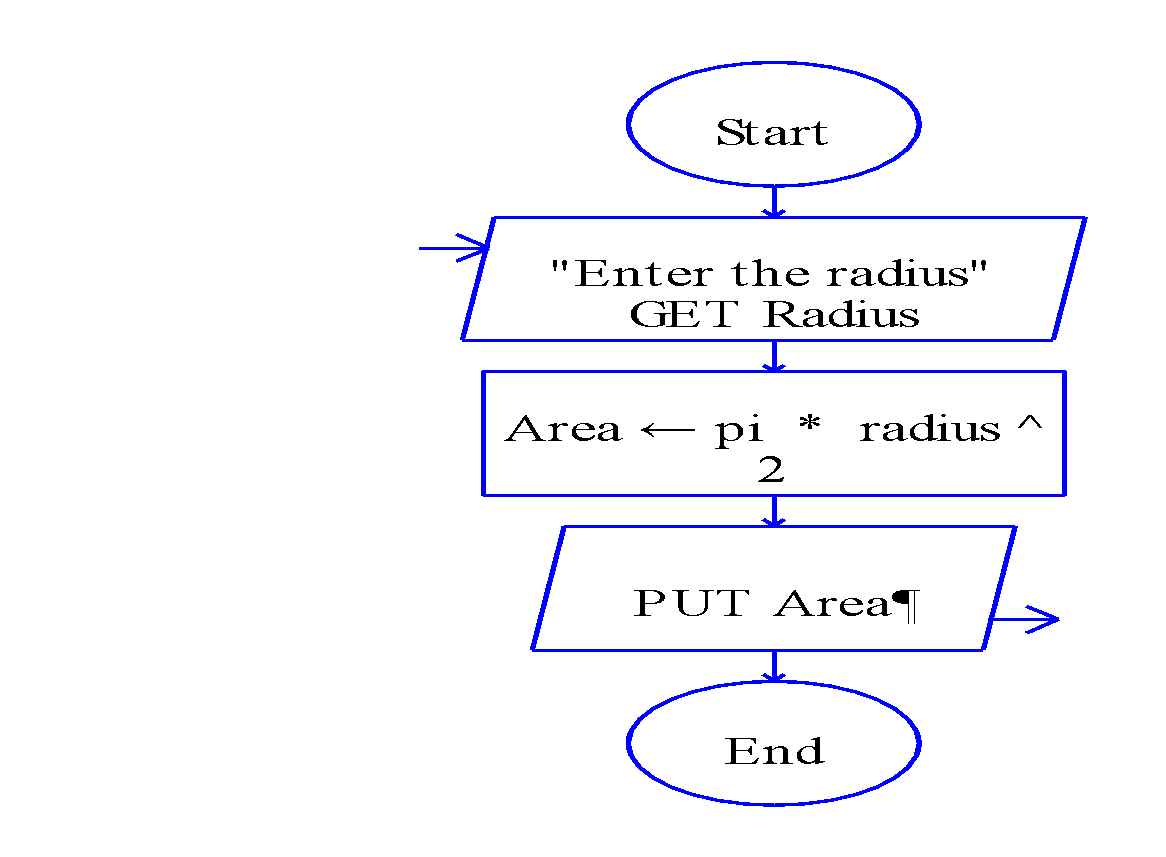 Start
"Enter the radius"
GET Radius
Area ← pi * radius ^
2
PUT Area¶
End